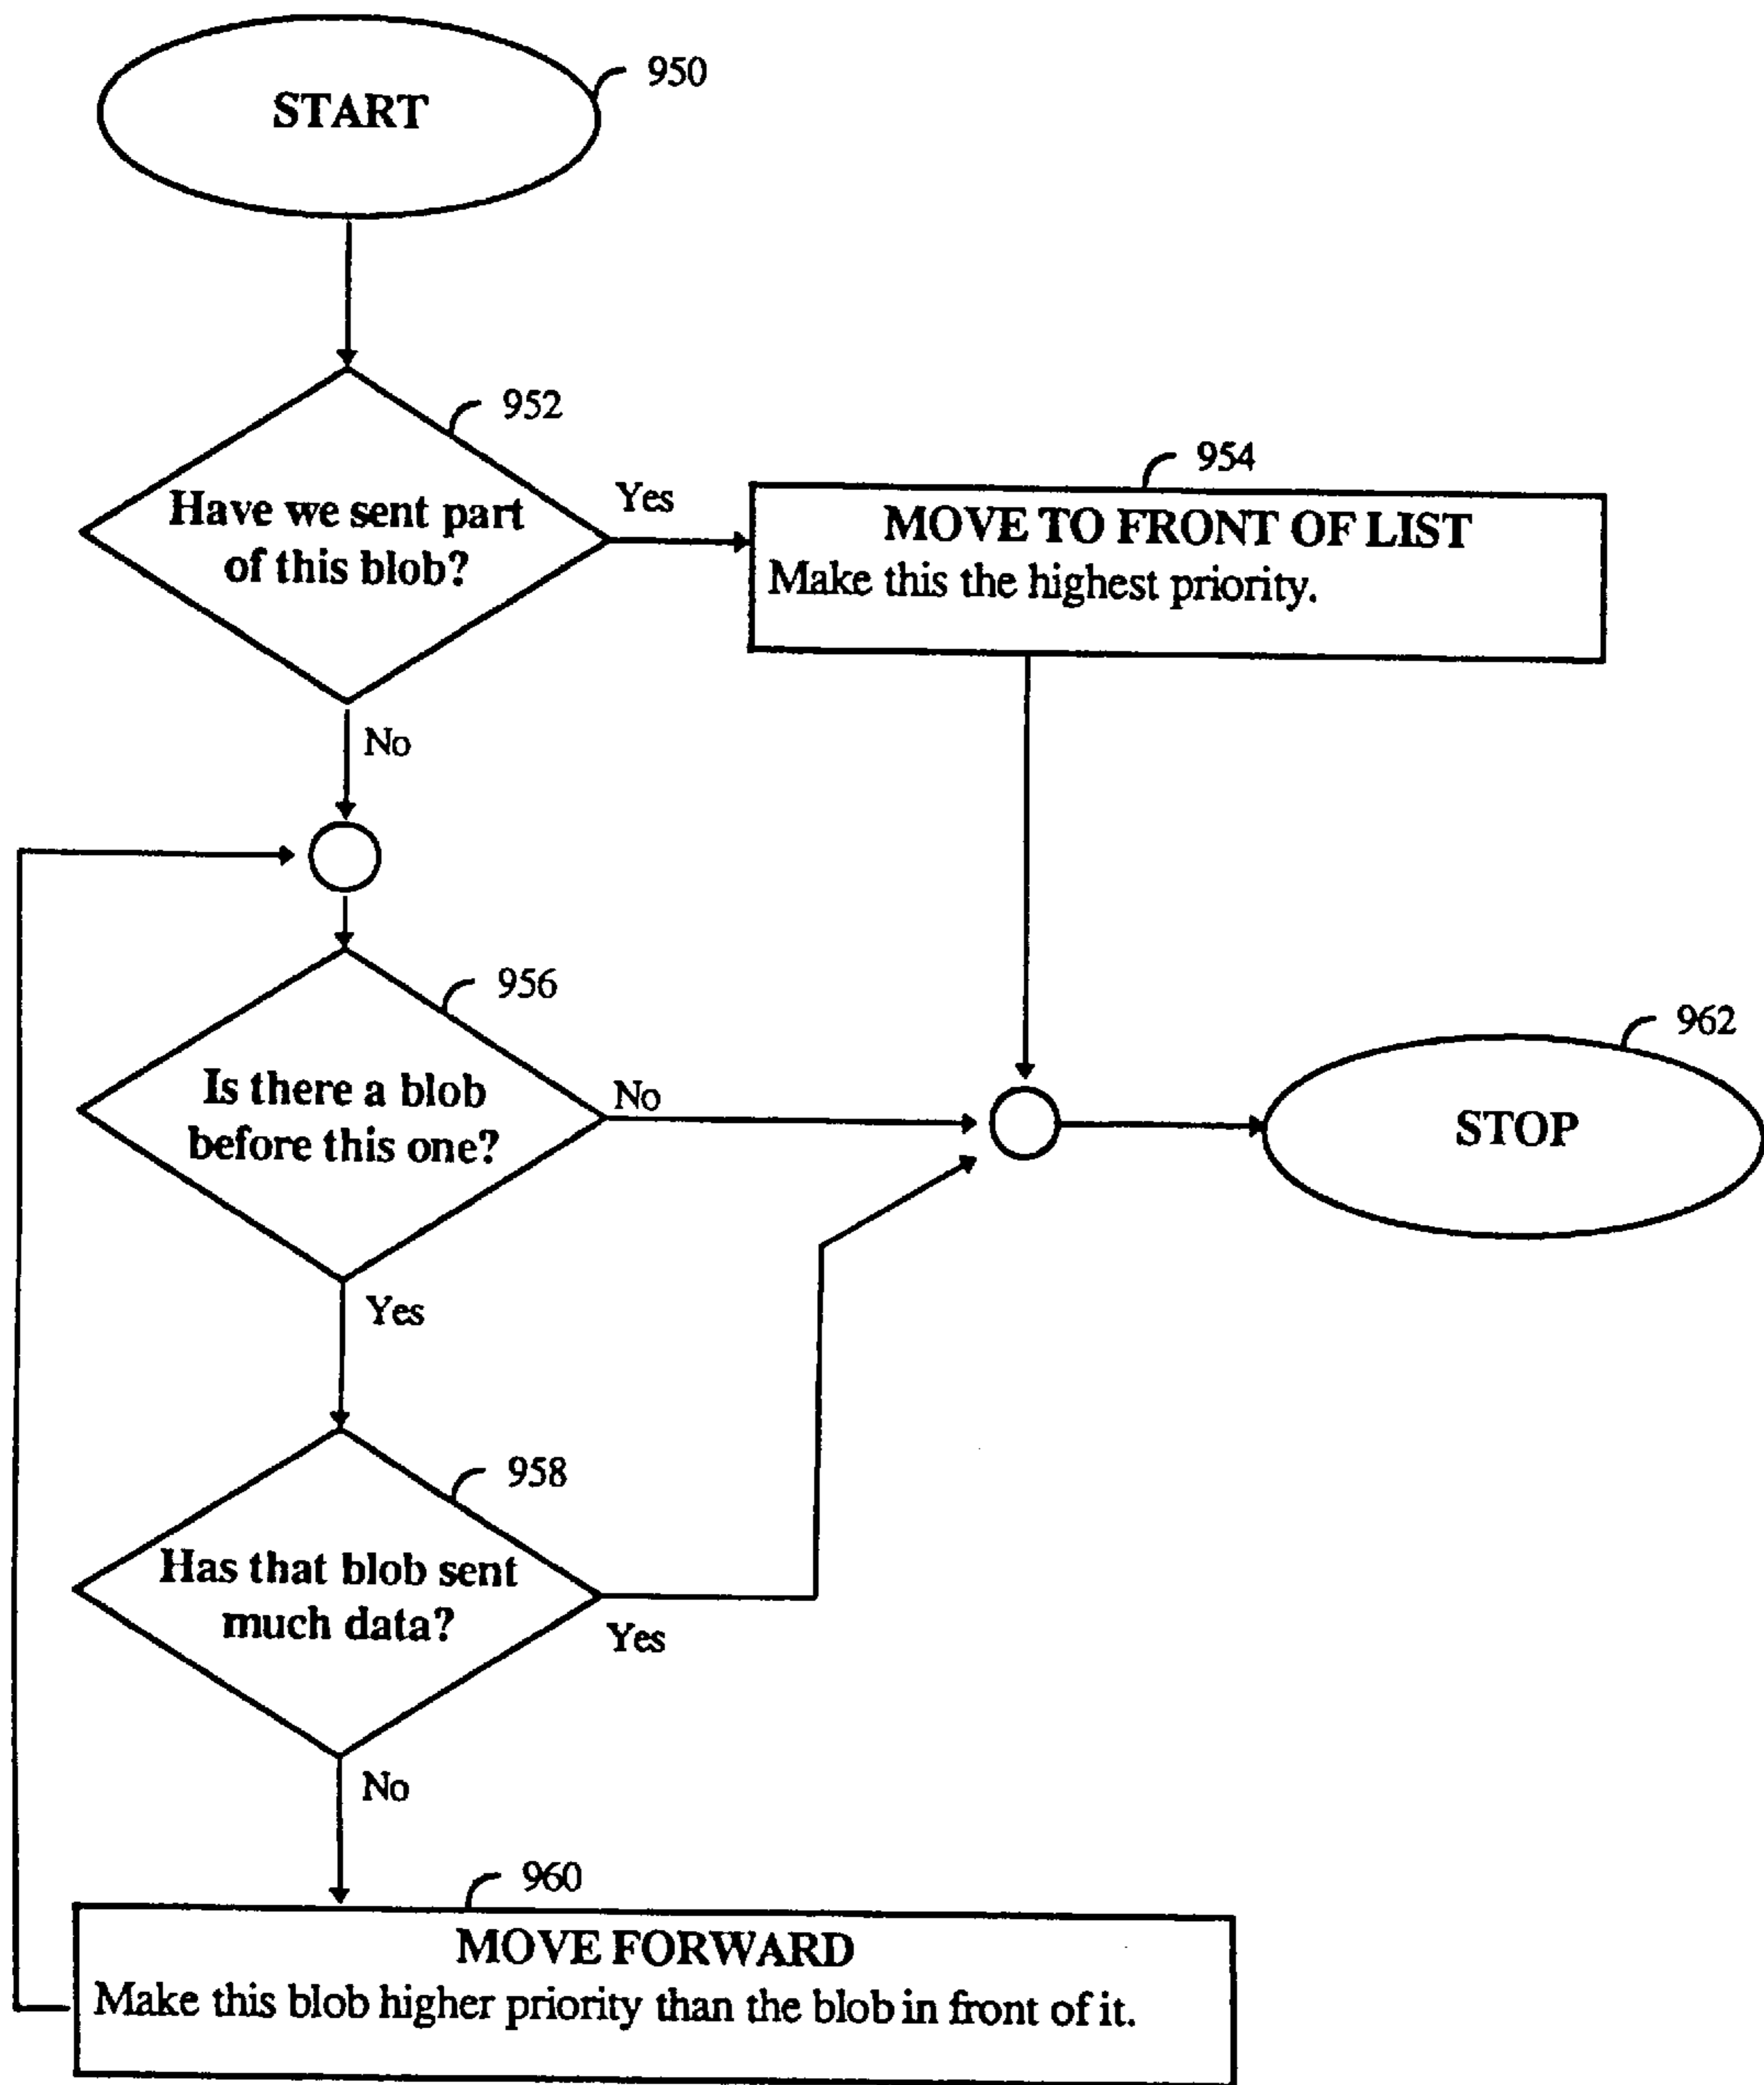 START
950
952
Have we sent part
of this blob?
Yes
954
MOVE TO FRONT OF LIST
Make this the highest priority.
No
956
Is there a blob
before this one?
No
962
STOP
Yes
958
Has that blob sent
much data?
Yes
No
960
MOVE FORWARD
Make this blob higher priority than the blob in front of it.